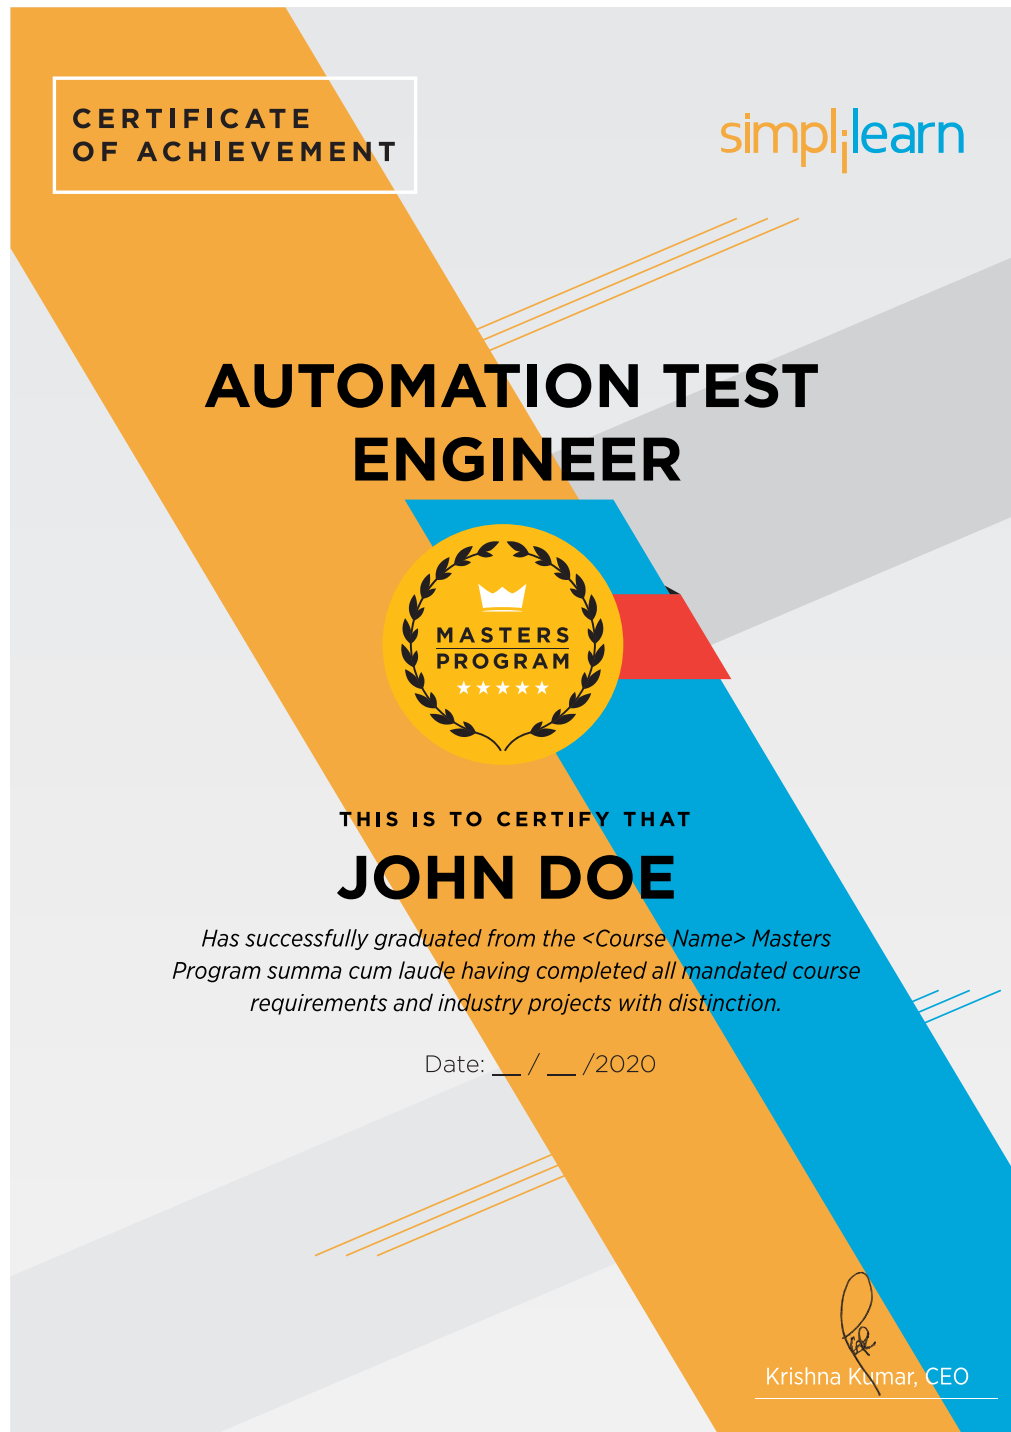 CERTIFICATE
OF ACHIEVEMENT
simplilearn
AUTOMATION TEST
ENGINEER
MASTERS
PROGRAM
THIS IS TO CERTIFY THAT
JOHN DOE
Has successfully graduated from the <Course Name> Masters
Program summa cum laude having completed all mandated course
requirements and industry projects with distinction.
Date: __ / __ /2020
Krishna Kumar, CEO